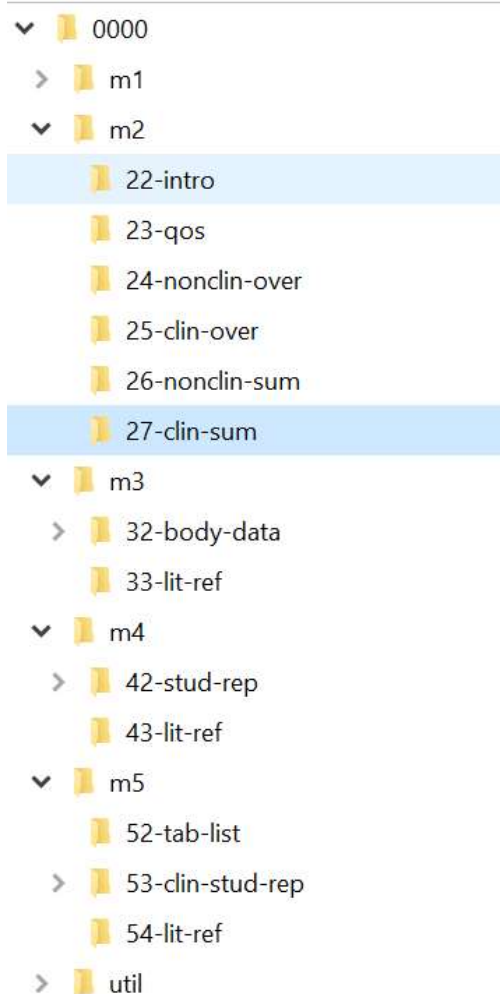 0000
m1
m2
22-intro
23-qos
24-nonclin-over
25-clin-over
26-nonclin-sum
27-clin-sum
m3
32-body-data
33-lit-ref
m4
42-stud-rep
43-lit-ref
m5
52-tab-list
53-clin-stud-rep
54-lit-ref
util